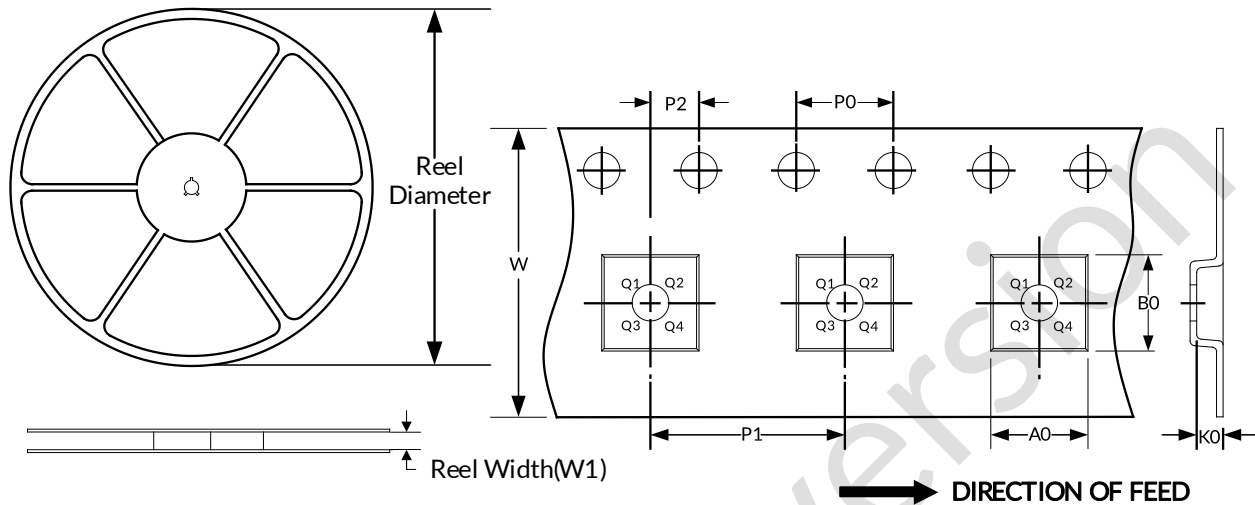 Reel
Diameter
Reel Width(W1)
P2
P0
W
Q1 Q2
Q3 Q4
Q1 Q2
Q3 Q4
Q1 Q2
Q3 Q4
B0
P1
A0
K0
DIRECTION OF FEED
version